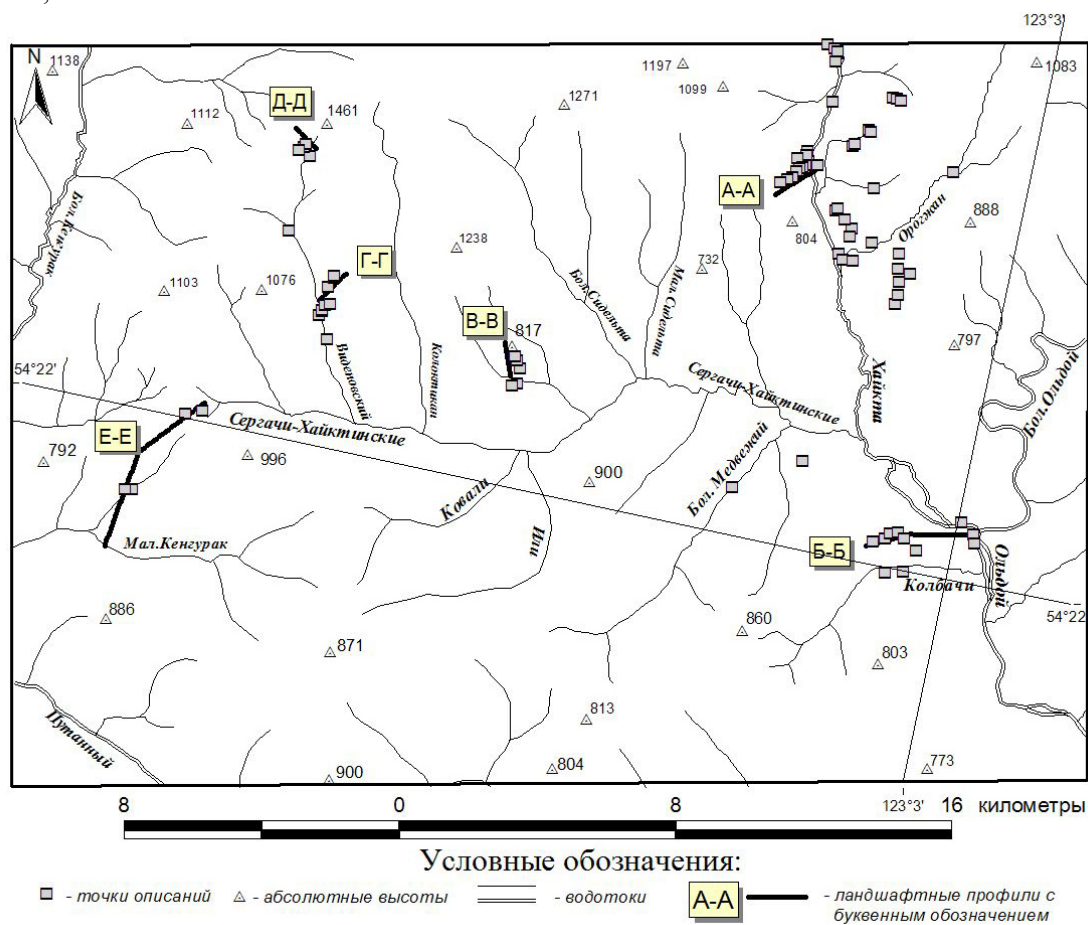 123°3'
N
1138
1197
1083
1099
Д-Д
1461
1271
1112
А-А
Бол.Кенгурак
Орогжан
888
804
1238
732
Г-Г
1103
1076
Бол.Сидельта
Мал.Сидельта
В-В
817
797
54°22'
Виденовский
Сергачи-Хайктинские
Хайкта
Бол.Ольдой
Сергачи-Хайктинские
Е-Е
792
996
900
Бол. Медвежий
Ковали
Или
Мал.Кенгурак
Б-Б
Ольдой
Колбачи
886
860
54°22
871
803
Путанный
813
804
900
773
8
0
8
123°3'
16
километры
Условные обозначения:
- точки описаний
- абсолютные высоты
- водотоки
А-А
- ландшафтные профили с
буквенным обозначением